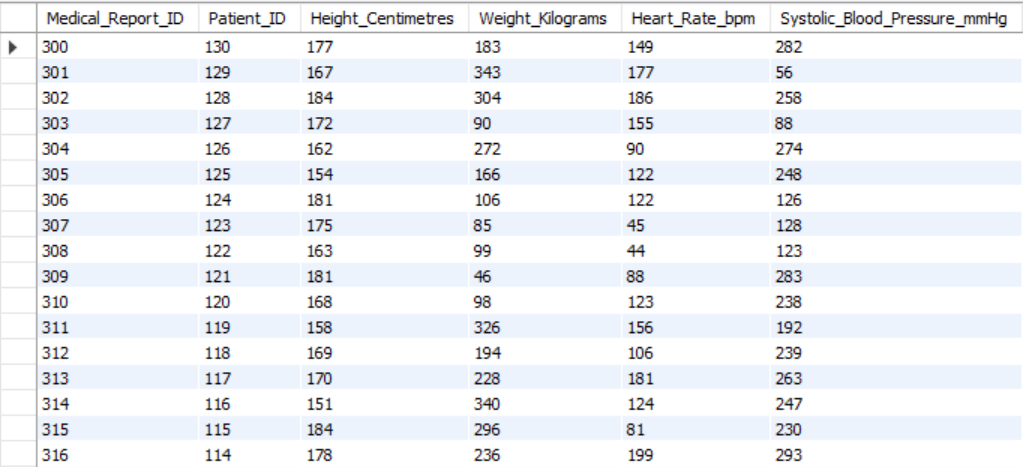 Medical_Report_ID Patient_ID Height_Centimetres Weight_Kilograms Heart_Rate_bpm Systolic_Blood_Pressure_mmHg
300 130 177 183 149 282
301 129 167 343 177 56
302 128 184 304 186 258
303 127 172 90 155 88
304 126 162 272 90 274
305 125 154 166 122 248
306 124 181 106 122 126
307 123 175 85 45 128
308 122 163 99 44 123
309 121 181 46 88 283
310 120 168 98 123 238
311 119 158 326 156 192
312 118 169 194 106 239
313 117 170 228 181 263
314 116 151 340 124 247
315 115 184 296 81 230
316 114 178 236 199 293